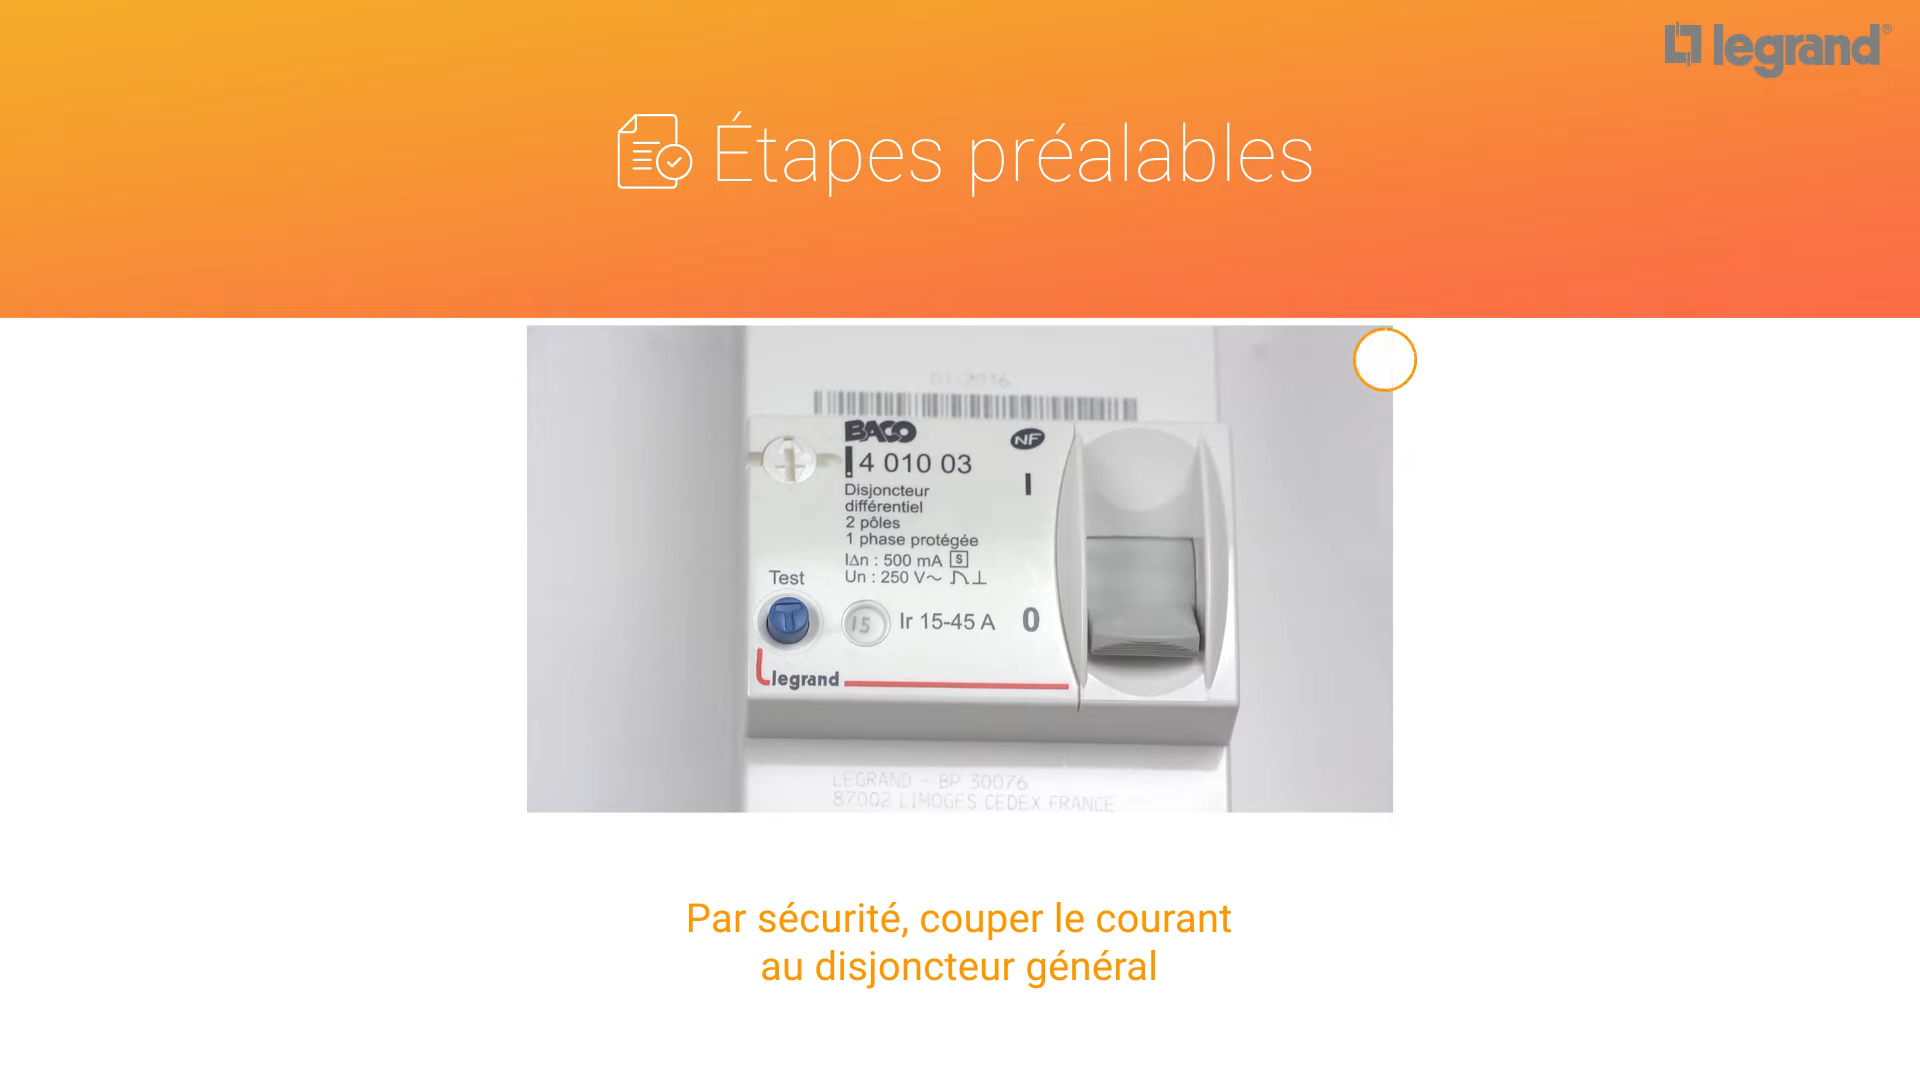 legrand®
Étapes préalables
01/2016
BACO
NF
4 010 03
I
Disjoncteur
différentiel
2 pôles
1 phase protégée
IΔn : 500 mA S
Un : 250 V~
Test
15
Ir 15-45 A
0
legrand
LEGRAND - BP 30076
87002 LIMOGES CEDEX FRANCE
Par sécurité, couper le courant
au disjoncteur général